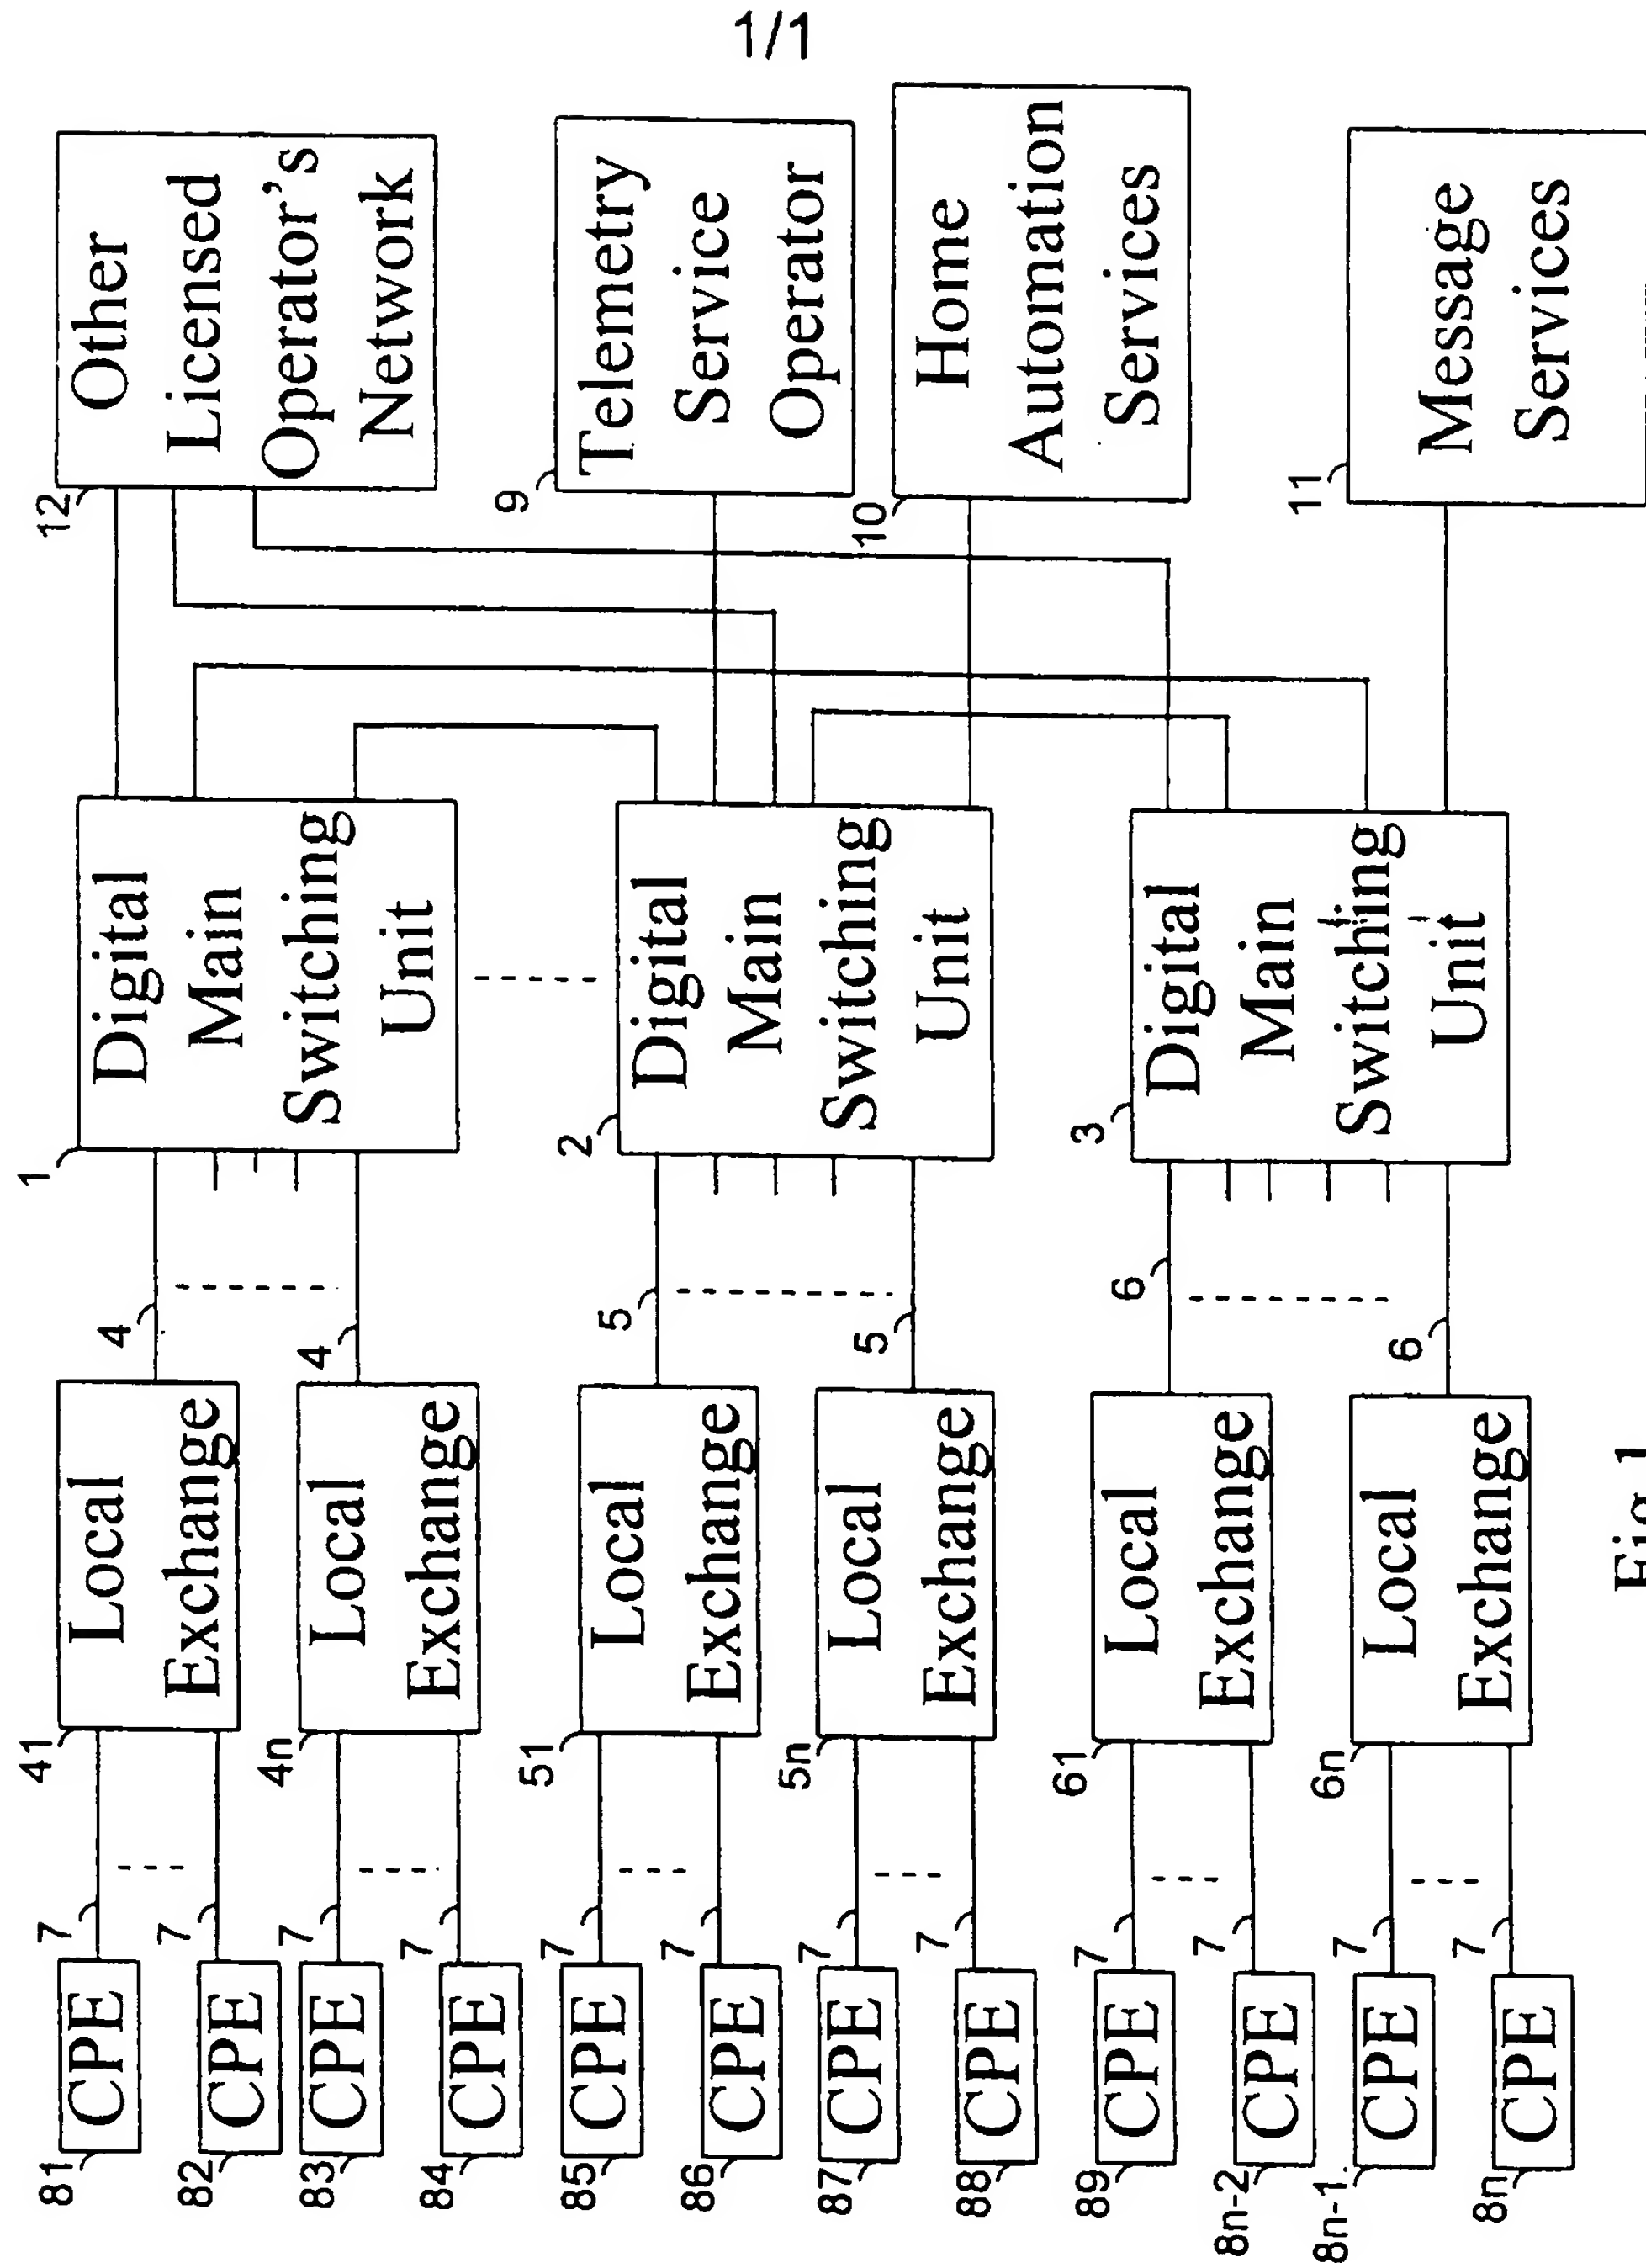 1/1
81
CPE
7
82
CPE
7
83
CPE
7
84
CPE
7
85
CPE
7
86
CPE
7
87
CPE
7
88
CPE
7
89
CPE
7
8n-2
CPE
7
8n-1
CPE
7
8n
CPE
7
41
Local
Exchange
4
4n
Local
Exchange
4
51
Local
Exchange
5
5n
Local
Exchange
5
61
Local
Exchange
6
6n
Local
Exchange
6
1
Digital
Main
Switching
Unit
2
Digital
Main
Switching
Unit
3
Digital
Main
Switching
Unit
12
Other
Licensed
Operator's
Network
9
Telemetry
Service
Operator
10
Home
Automation
Services
11
Message
Services
Fig 1